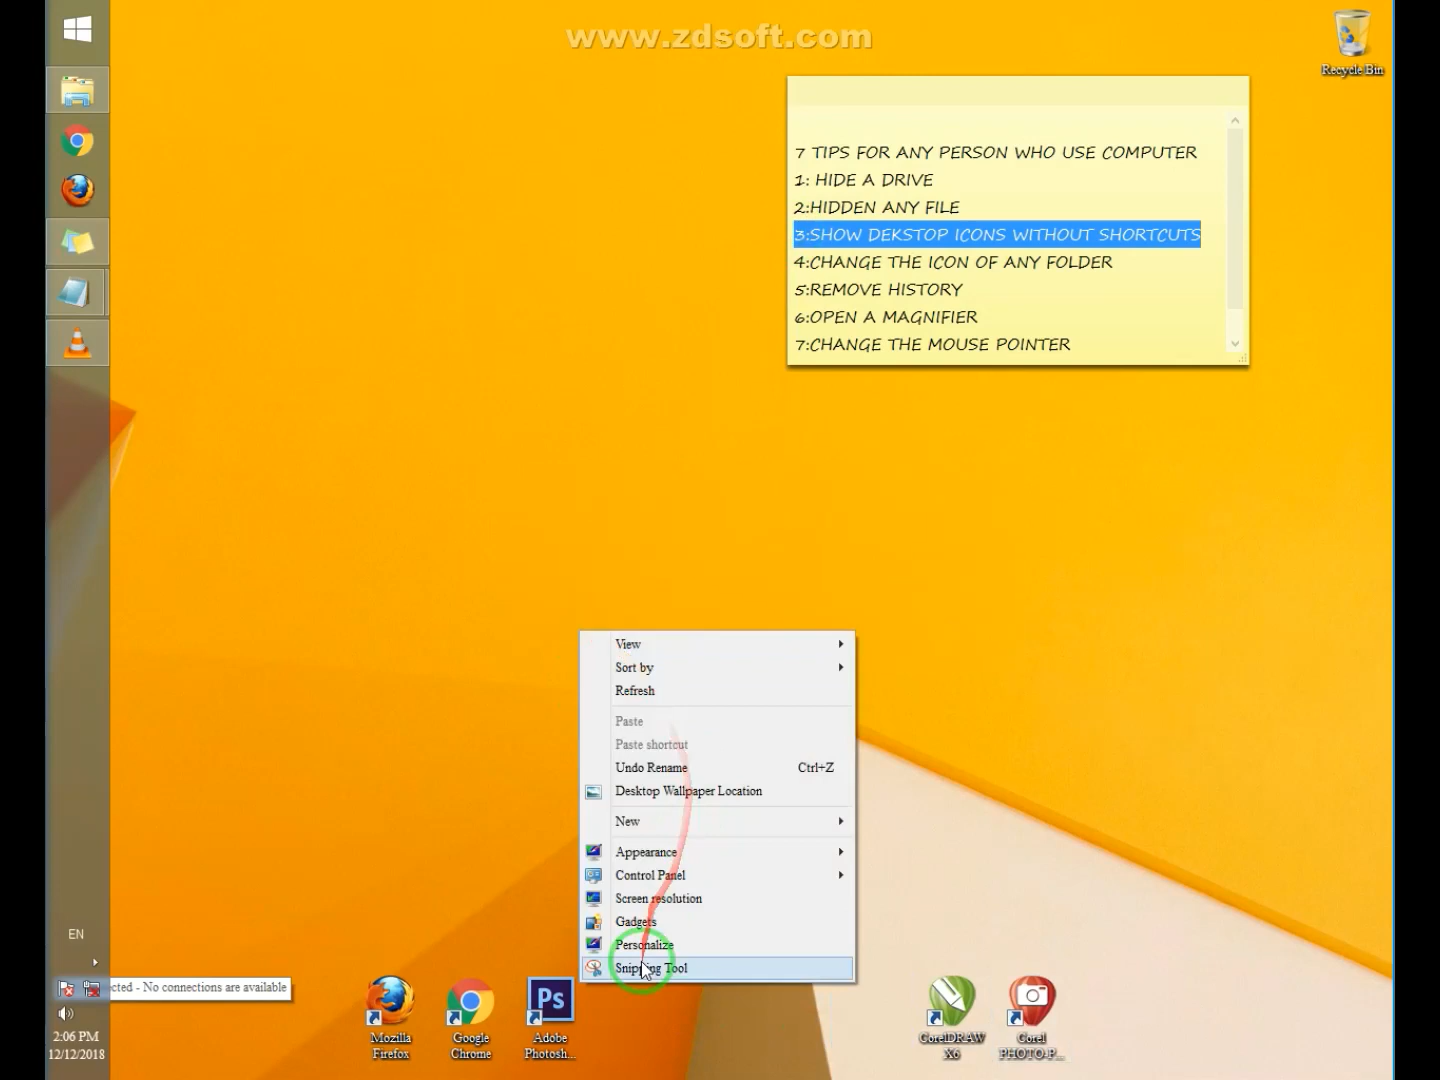 www.zdsoft.com
Recycle Bin
7 TIPS FOR ANY PERSON WHO USE COMPUTER
1: HIDE A DRIVE
2:HIDDEN ANY FILE
3:SHOW DEKSTOP ICONS WITHOUT SHORTCUTS
4:CHANGE THE ICON OF ANY FOLDER
5:REMOVE HISTORY
6:OPEN A MAGNIFIER
7:CHANGE THE MOUSE POINTER
View
Sort by
Refresh
Paste
Paste shortcut
Undo Rename Ctrl+Z
Desktop Wallpaper Location
New
Appearance
Control Panel
Screen resolution
Gadgets
Personalize
Snipping Tool
EN
ected - No connections are available
2:06 PM
12/12/2018
Mozilla
Firefox
Google
Chrome
Ps
Adobe
Photosh...
CorelDRAW
X6
Corel
PHOTO-P...